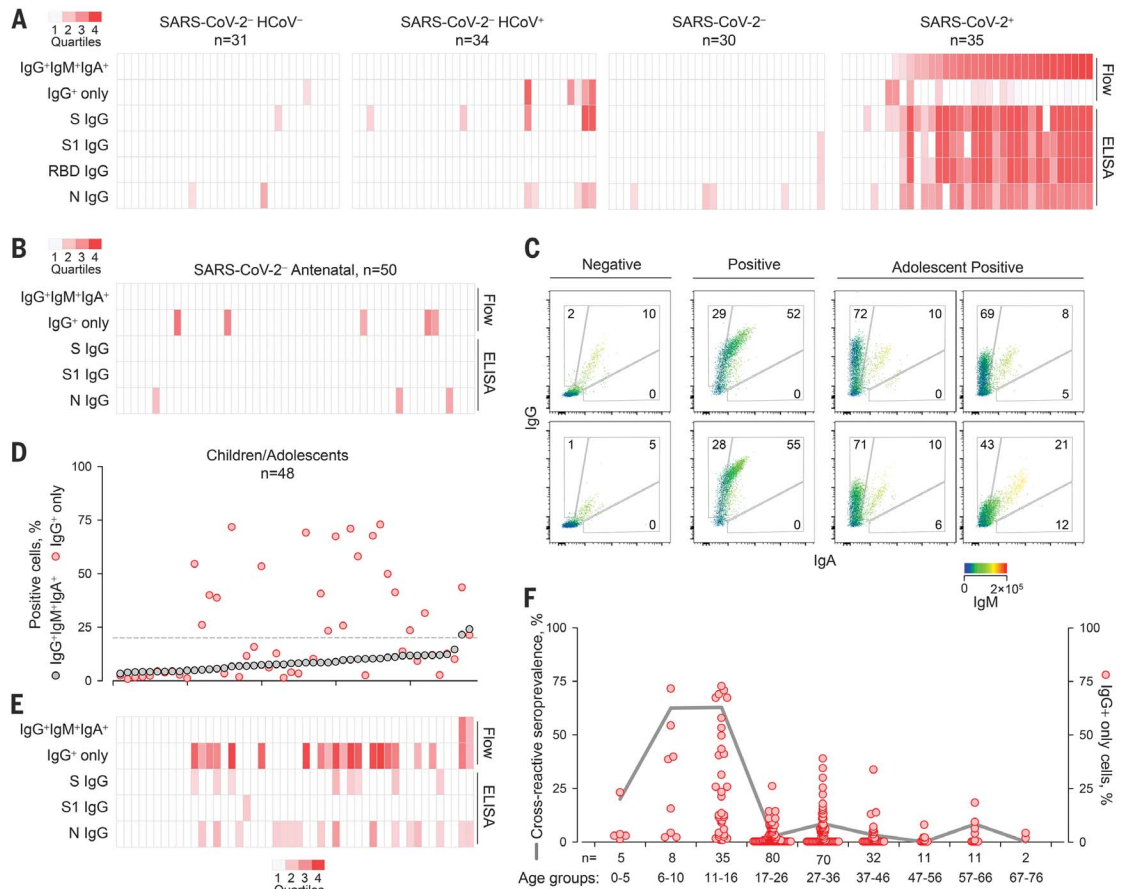 A
1 2 3 4
Quartiles
SARS-CoV-2⁻ HCoV⁻
n=31
SARS-CoV-2⁻ HCoV⁺
n=34
SARS-CoV-2⁻
n=30
SARS-CoV-2⁺
n=35
IgG⁺IgM⁺IgA⁺
IgG⁺ only
S IgG
S1 IgG
RBD IgG
N IgG
Flow
ELISA
B
1 2 3 4
Quartiles
SARS-CoV-2⁻ Antenatal, n=50
IgG⁺IgM⁺IgA⁺
IgG⁺ only
S IgG
S1 IgG
N IgG
Flow
ELISA
C
Negative
Positive
Adolescent Positive
2 10
0
29 52
0
72 8
0
69 8
5
1 5
0
28 55
0
71 10
6
43 21
12
IgG
IgA
0 2×10⁵
IgM
D
Children/Adolescents
n=48
100
75
50
25
0
Positive cells, %
IgG⁺IgM⁺IgA⁺ IgG⁺ only
E
IgG⁺IgM⁺IgA⁺
IgG⁺ only
S IgG
S1 IgG
N IgG
Flow
ELISA
1 2 3 4
Quartiles
F
Cross-reactive seroprevalence, %
100
75
50
25
0
100
75
50
25
0
IgG+ only cells, %
n= 5 8 35 80 70 32 11 11 2
Age groups: 0-5 6-10 11-16 17-26 27-36 37-46 47-56 57-66 67-76